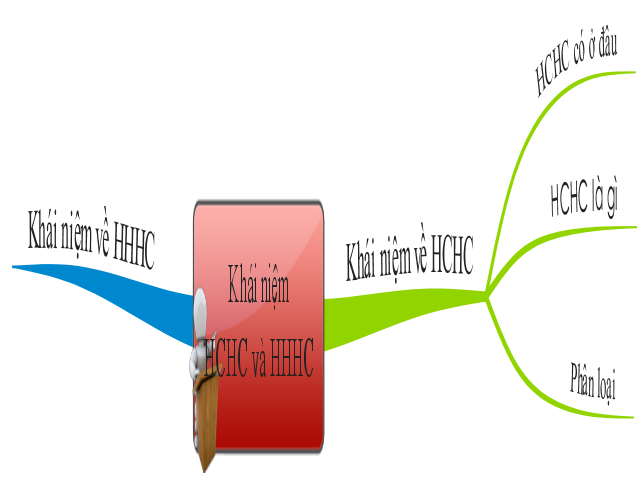 HCHC có ở đâu
HCHC là gì
Khái niệm về HHHC
Khái niệm về HCHC
Khái niệm
HCHC và HHHC
Phân loại